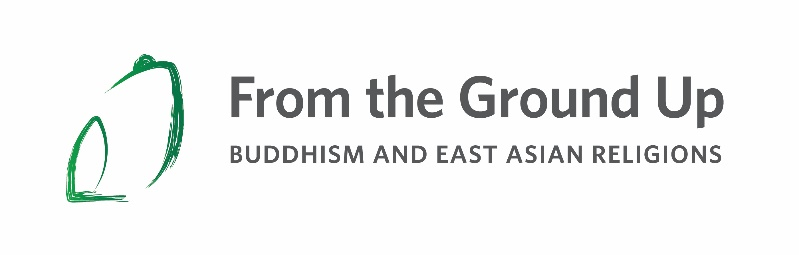 From the Ground Up
BUDDHISM AND EAST ASIAN RELIGIONS